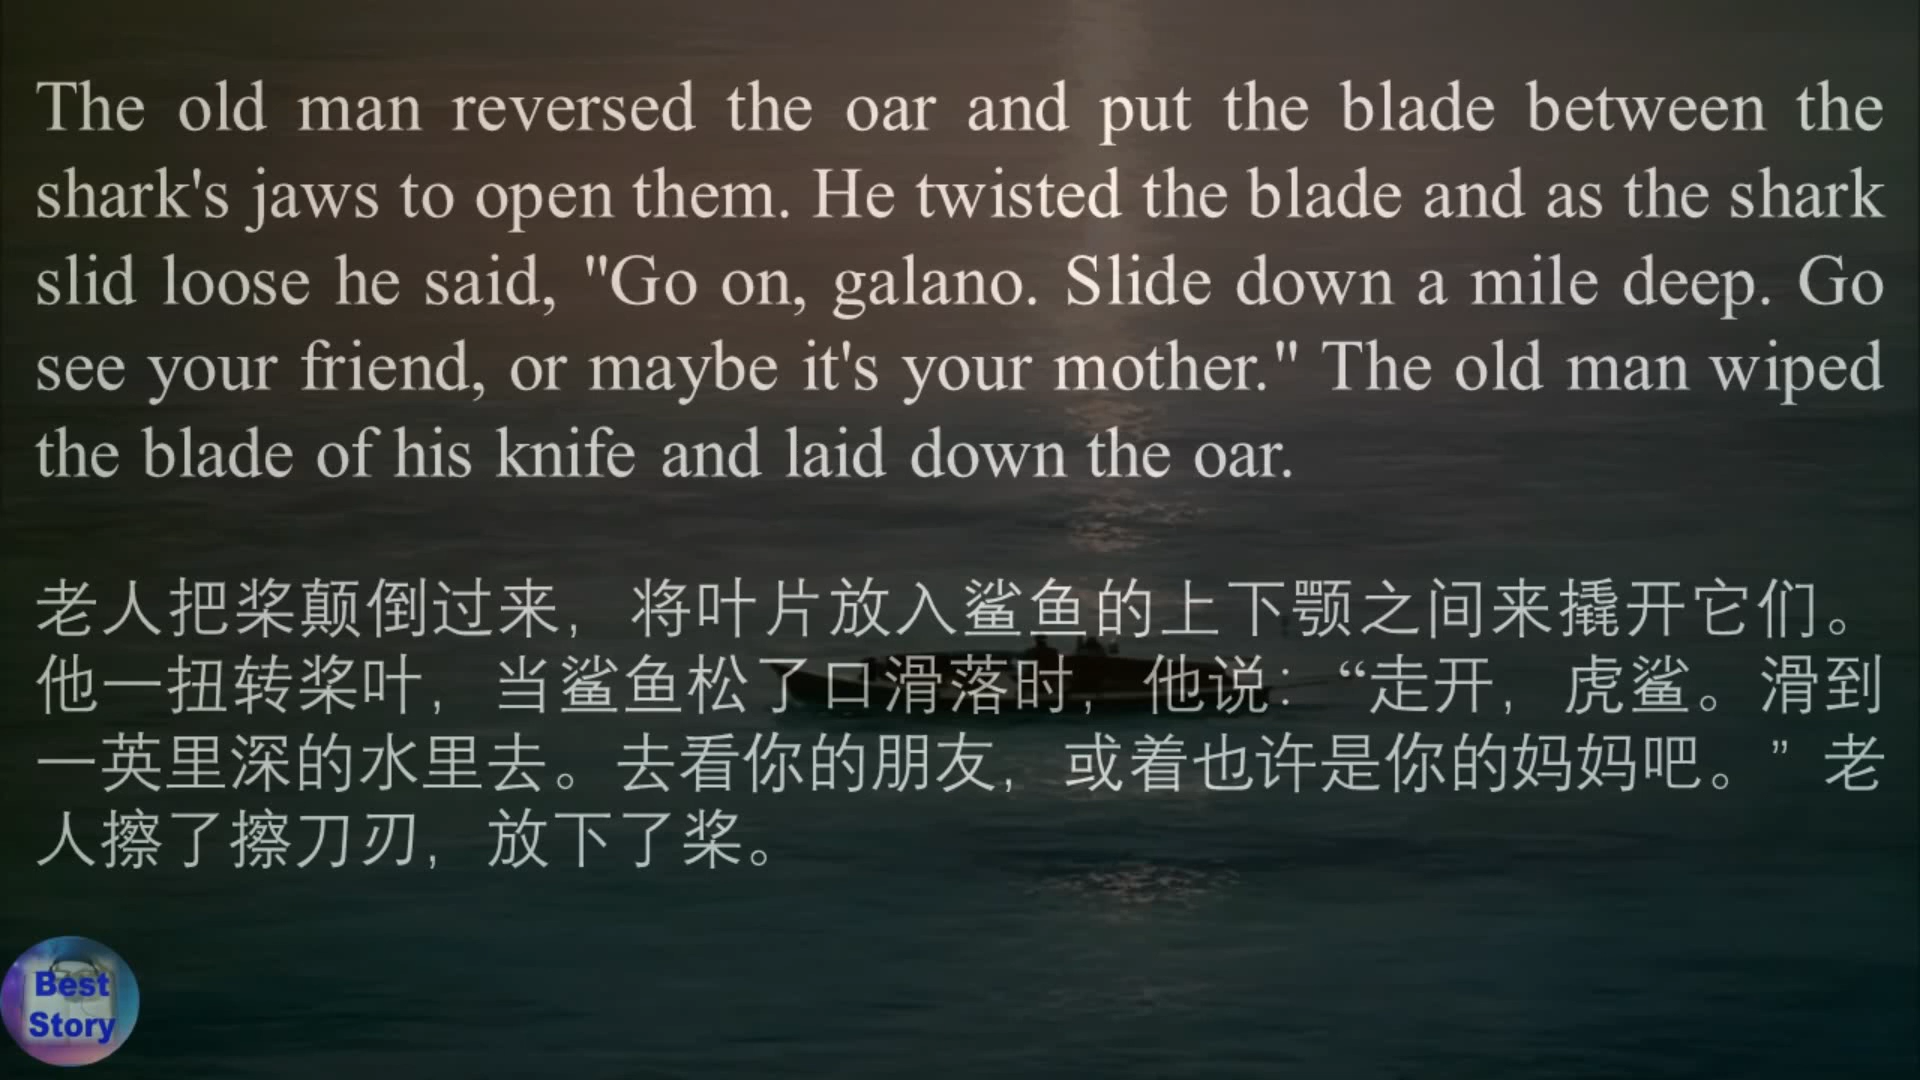 The old man reversed the oar and put the blade between the
shark's jaws to open them. He twisted the blade and as the shark
slid loose he said, "Go on, galano. Slide down a mile deep. Go
see your friend, or maybe it's your mother." The old man wiped
the blade of his knife and laid down the oar.
老人把桨颠倒过来，将叶片放入鲨鱼的上下颚之间来撬开它们。
他一扭转桨叶，当鲨鱼松了口滑落时，他说：“走开，虎鲨。滑到
一英里深的水里去。去看你的朋友，或着也许是你的妈妈吧。” 老
人擦了擦刀刃，放下了桨。
Best
Story